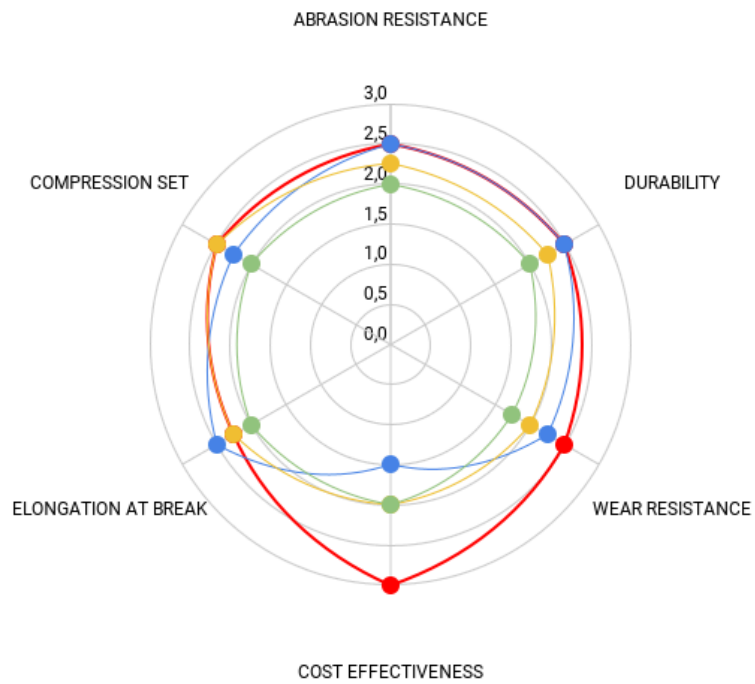 ABRASION RESISTANCE
3,0
2,5
COMPRESSION SET
2,0
DURABILITY
1,5
1,0
0,5
0,0
ELONGATION AT BREAK
WEAR RESISTANCE
COST EFFECTIVENESS